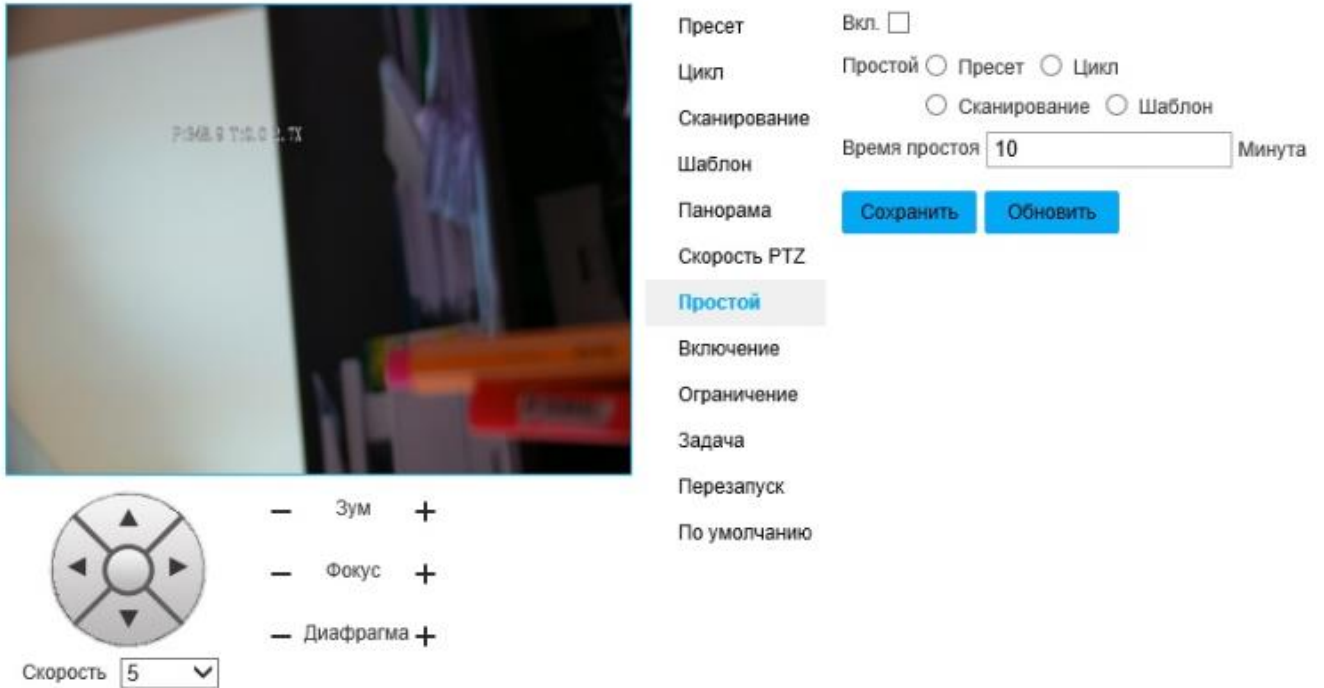 Пресет
Цикл
Сканирование
Шаблон
Панорама
Скорость PTZ
Простой
Включение
Ограничение
Задача
Перезапуск
По умолчанию
Вкл.
Простой Пресет Цикл
Сканирование Шаблон
Время простоя 10 Минута
Сохранить Обновить
Зум
Фокус
Диафрагма
Скорость 5